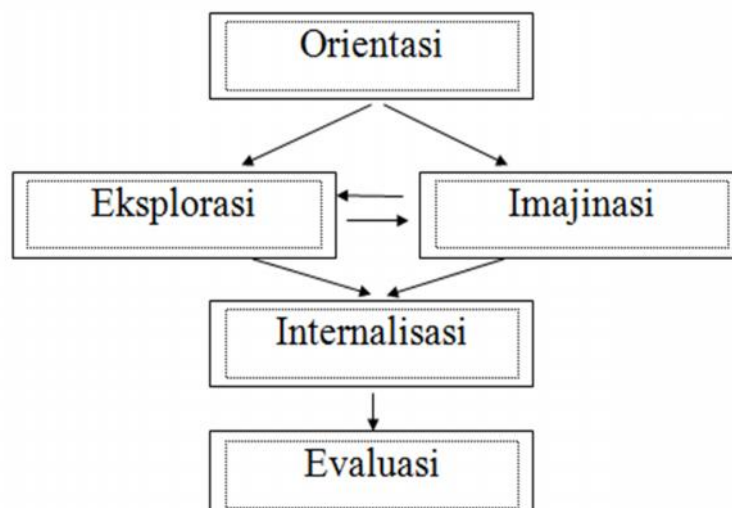 Orientasi
Eksplorasi
Imajinasi
Internalisasi
Evaluasi